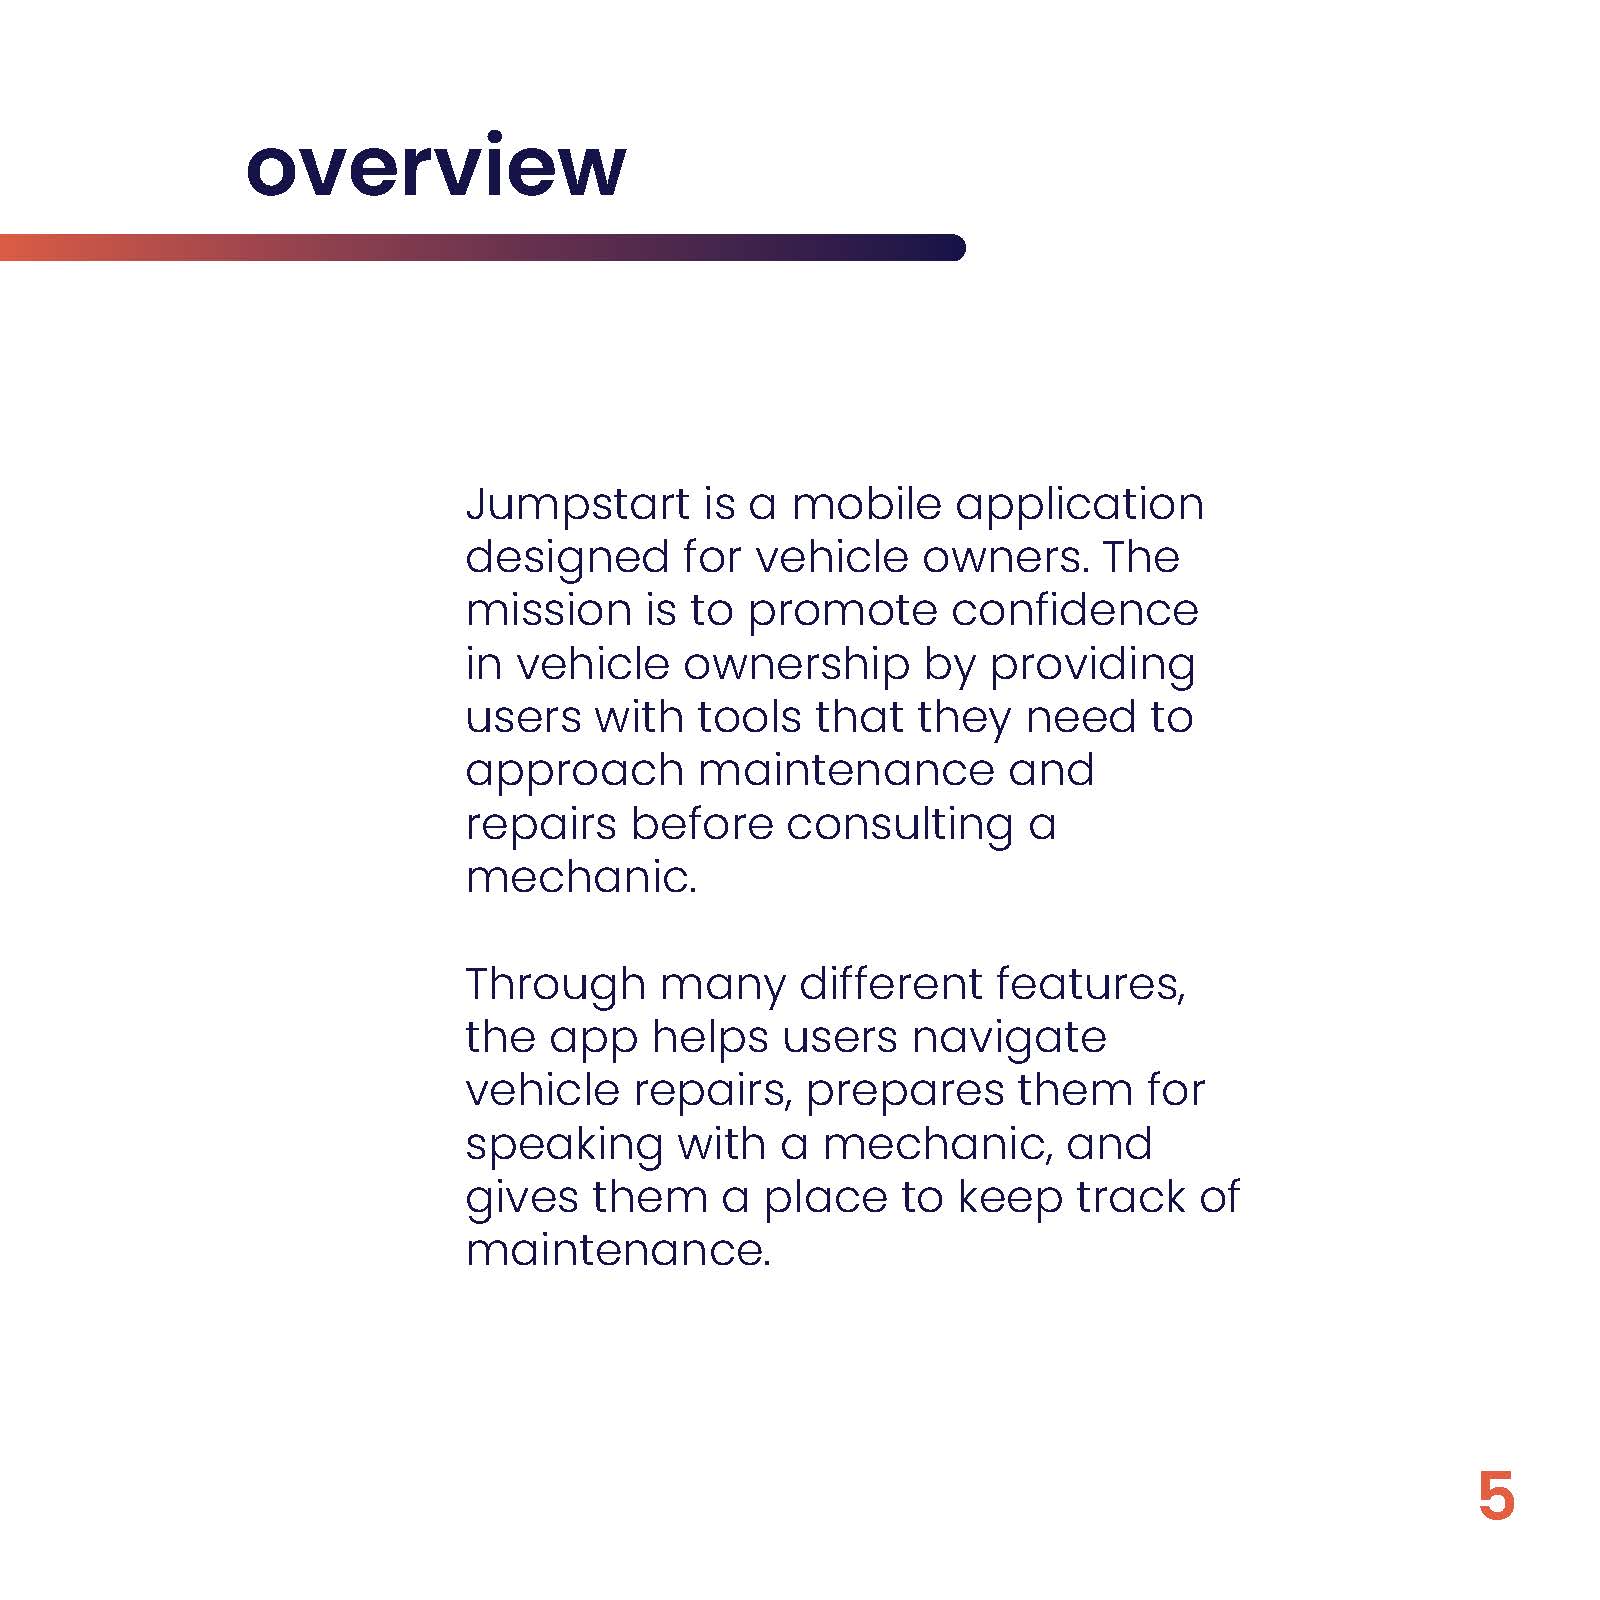 overview
Jumpstart is a mobile application
designed for vehicle owners. The
mission is to promote confidence
in vehicle ownership by providing
users with tools that they need to
approach maintenance and
repairs before consulting a
mechanic.
Through many different features,
the app helps users navigate
vehicle repairs, prepares them for
speaking with a mechanic, and
gives them a place to keep track of
maintenance.
5